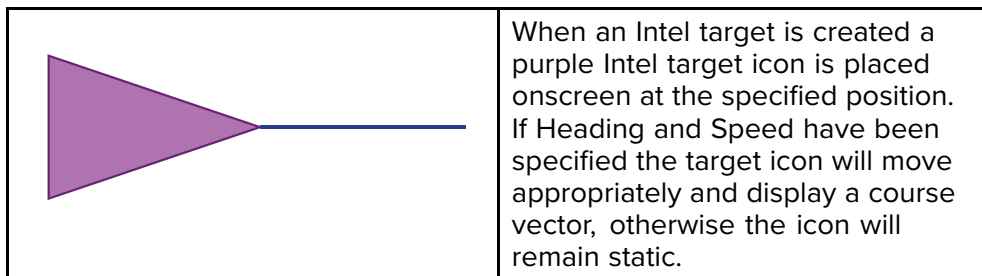 When an Intel target is created a
purple Intel target icon is placed
onscreen at the specified position.
If Heading and Speed have been
specified the target icon will move
appropriately and display a course
vector, otherwise the icon will
remain static.